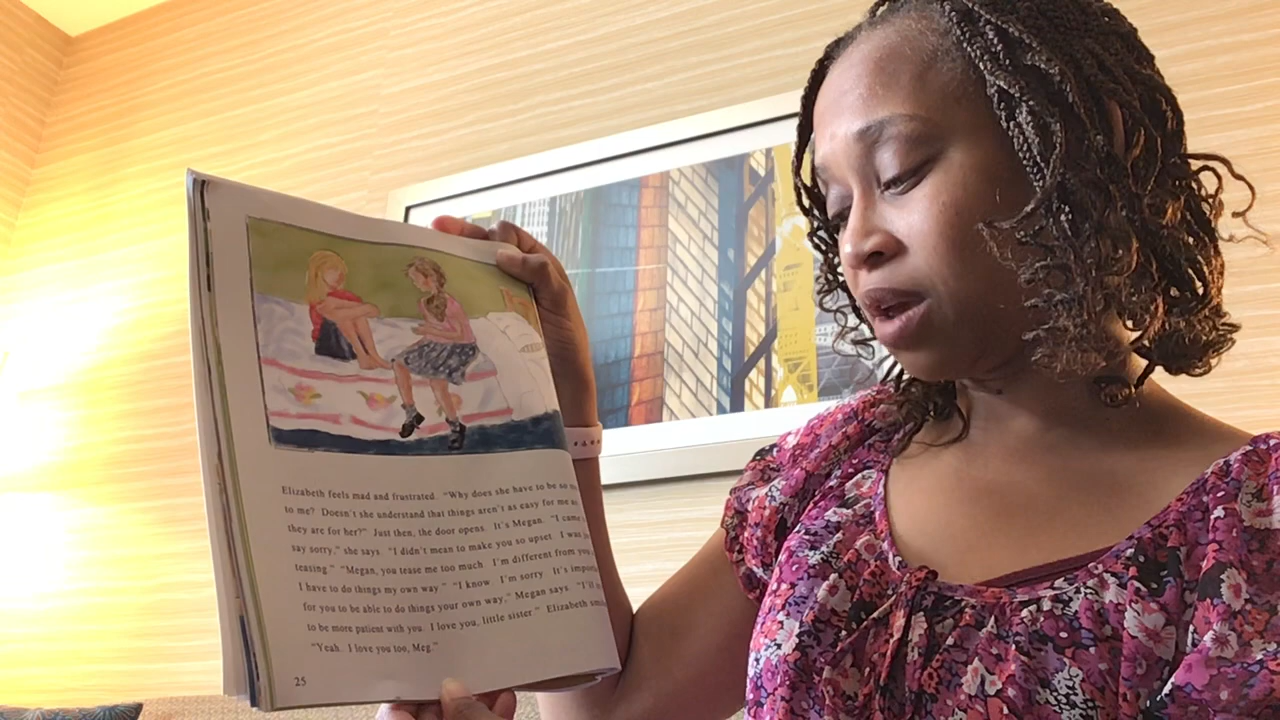 Elizabeth feels mad and frustrated. "Why does she have to be so
to me? Doesn't she understand that things aren't as easy for me as
they are for her?" Just then, the door opens. It's Megan. "I came
say sorry," she says. "I didn't mean to make you so upset. I was
teasing." "Megan, you tease me too much. I'm different from you.
I have to do things my own way." "I know. I'm sorry. It's
for you to be able to do things your own way," Megan says. "I'll
to be more patient with you. I love you, little sister." Elizabeth
"Yeah. I love you too, Meg."
25